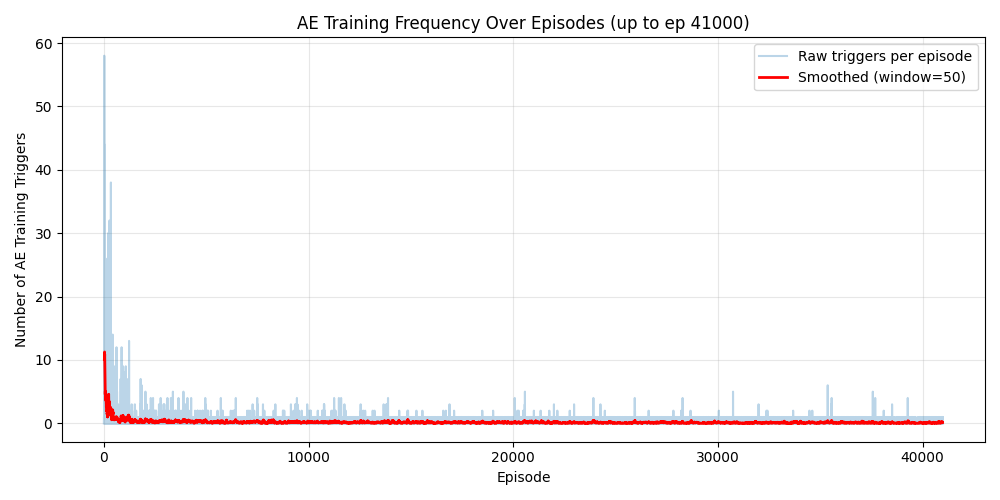 AE Training Frequency Over Episodes (up to ep 41000)
Raw triggers per episode
Smoothed (window=50)
Number of AE Training Triggers
60
50
40
30
20
10
0
0
10000
20000
30000
40000
Episode